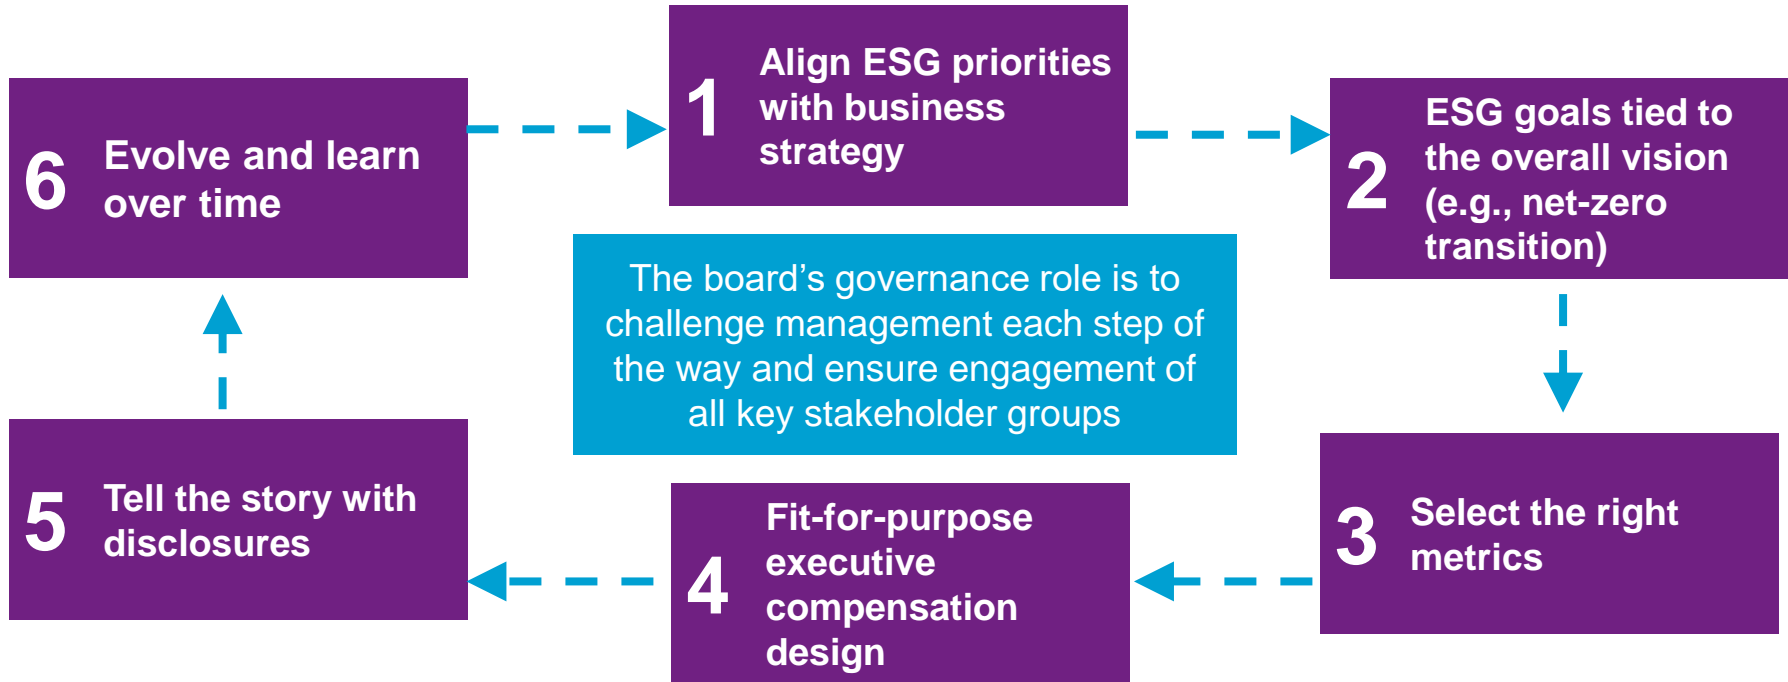 1
Align ESG priorities
with business
strategy
2
ESG goals tied to
the overall vision
(e.g., net-zero
transition)
3
Select the right
metrics
4
Fit-for-purpose
executive
compensation
design
5
Tell the story with
disclosures
6
Evolve and learn
over time
The board’s governance role is to
challenge management each step of
the way and ensure engagement of
all key stakeholder groups